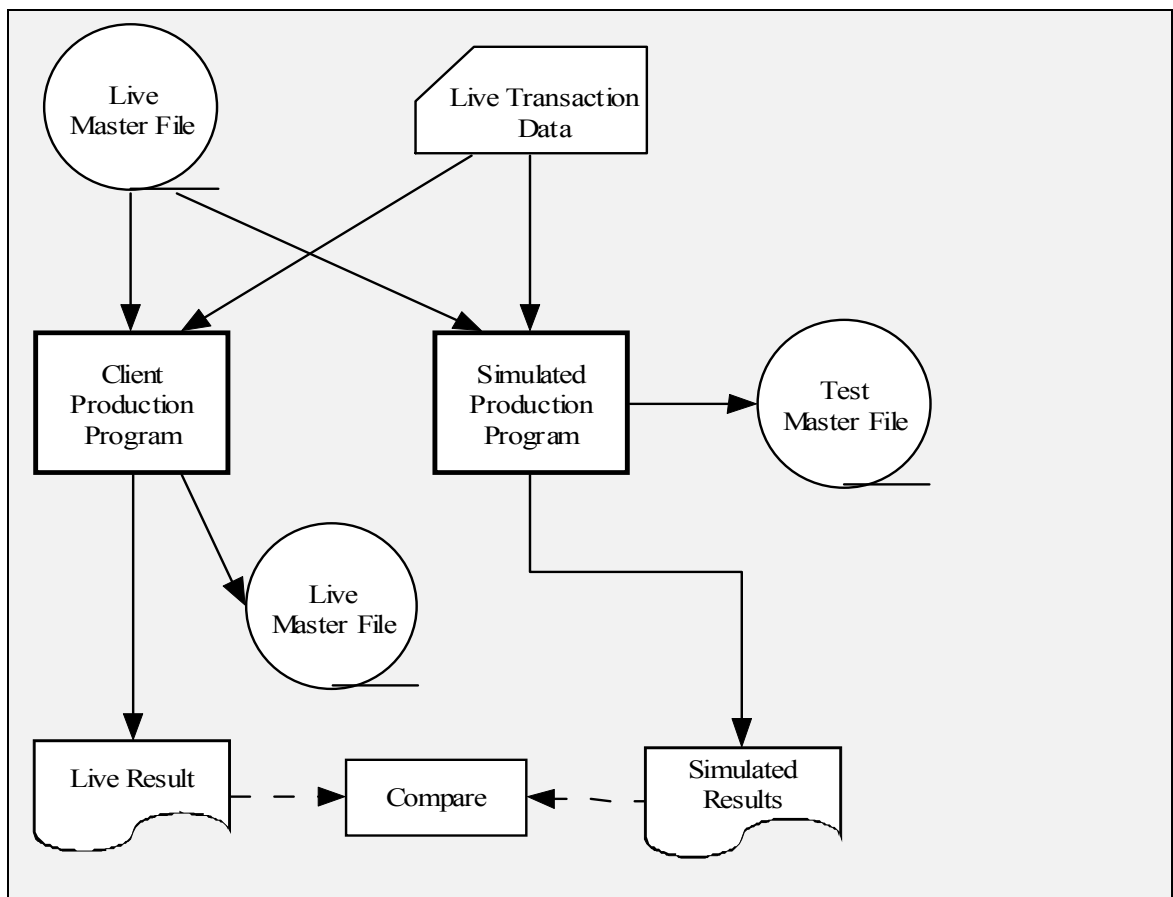 Live
Master File
Live Transaction
Data
Client
Production
Program
Simulated
Production
Program
Test
Master File
Live
Master File
Live Result
Compare
Simulated
Results